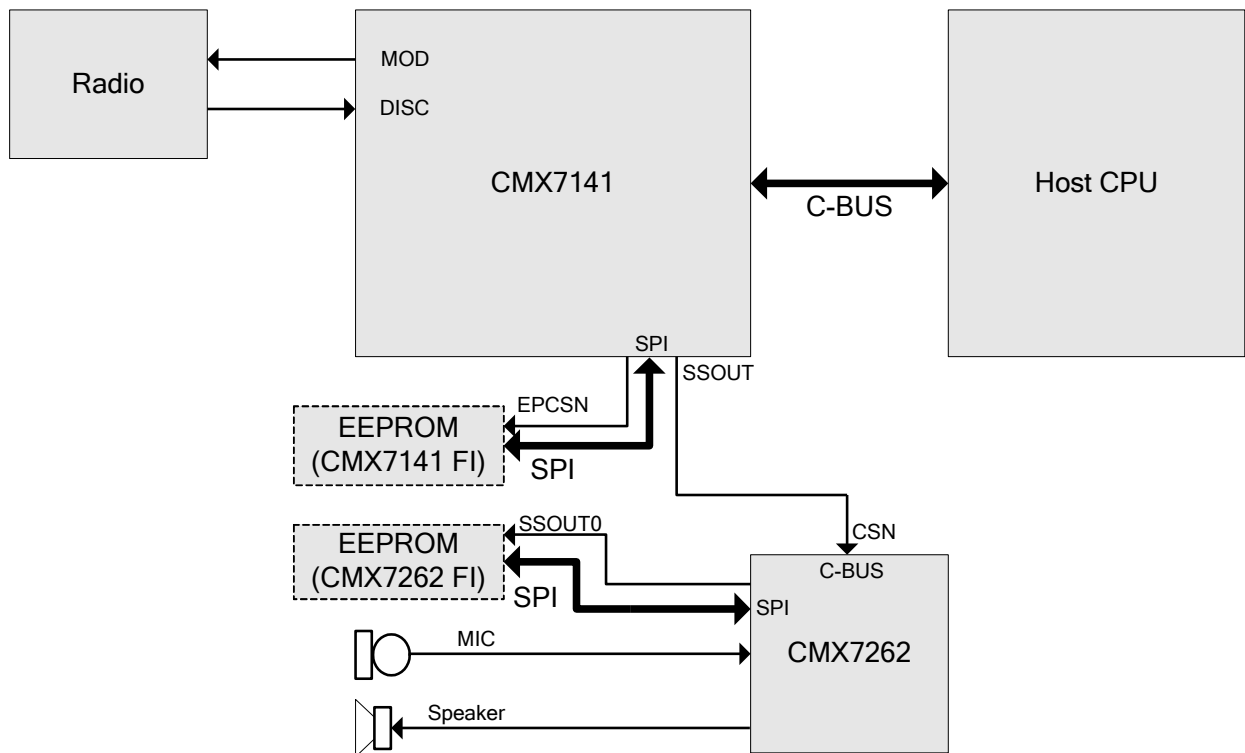 Radio
MOD
DISC
CMX7141
C-BUS
Host CPU
SPI
SSOUT
EPCSN
EEPROM
(CMX7141 FI)
SPI
SSOUT0
EEPROM
(CMX7262 FI)
SPI
CSN
C-BUS
SPI
CMX7262
MIC
Speaker